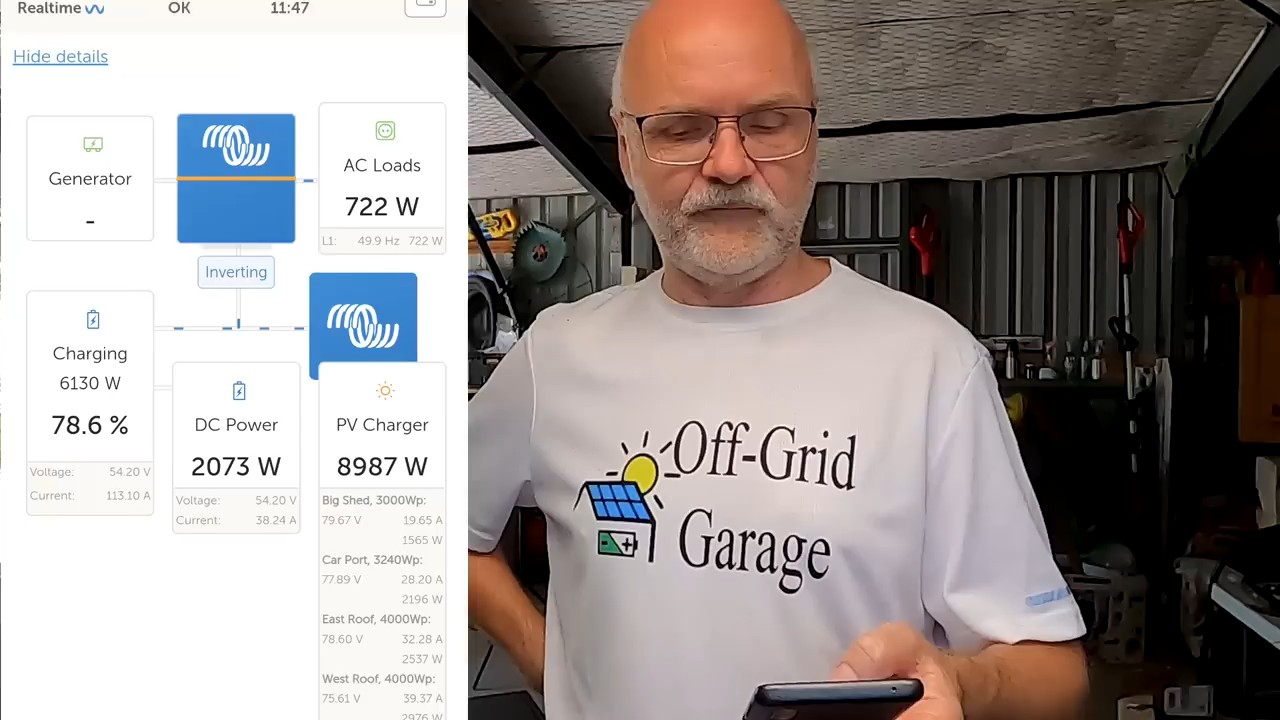 Realtime OK 11:47
Hide details
Generator
-
AC Loads
722 W
L1: 49.9 Hz 722 W
Inverting
Charging
6130 W
78.6 %
Voltage: 54.20 V
Current: 113.10 A
DC Power
2073 W
Voltage: 54.20 V
Current: 38.24 A
PV Charger
8987 W
Big Shed, 3000Wp:
79.67 V 19.65 A
1565 W
Car Port, 3240Wp:
77.89 V 28.20 A
2196 W
East Roof, 4000Wp:
78.60 V 32.28 A
2537 W
West Roof, 4000Wp:
75.61 V 39.37 A
2976 W
Off-Grid
Garage